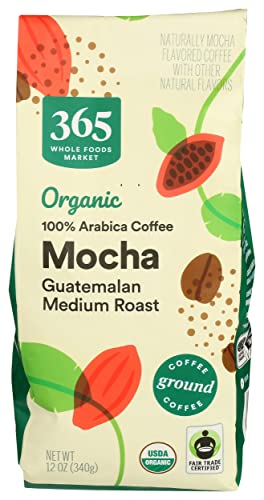 NATURALLY MOCHA
FLAVORED COFFEE
WITH OTHER
NATURAL FLAVORS
365
WHOLE FOODS
MARKET
Organic
100% Arabica Coffee
Mocha
Guatemalan
Medium Roast
COFFEE
ground
COFFEE
NET WT
12 OZ (340g)
USDA
ORGANIC
FAIR TRADE
CERTIFIED